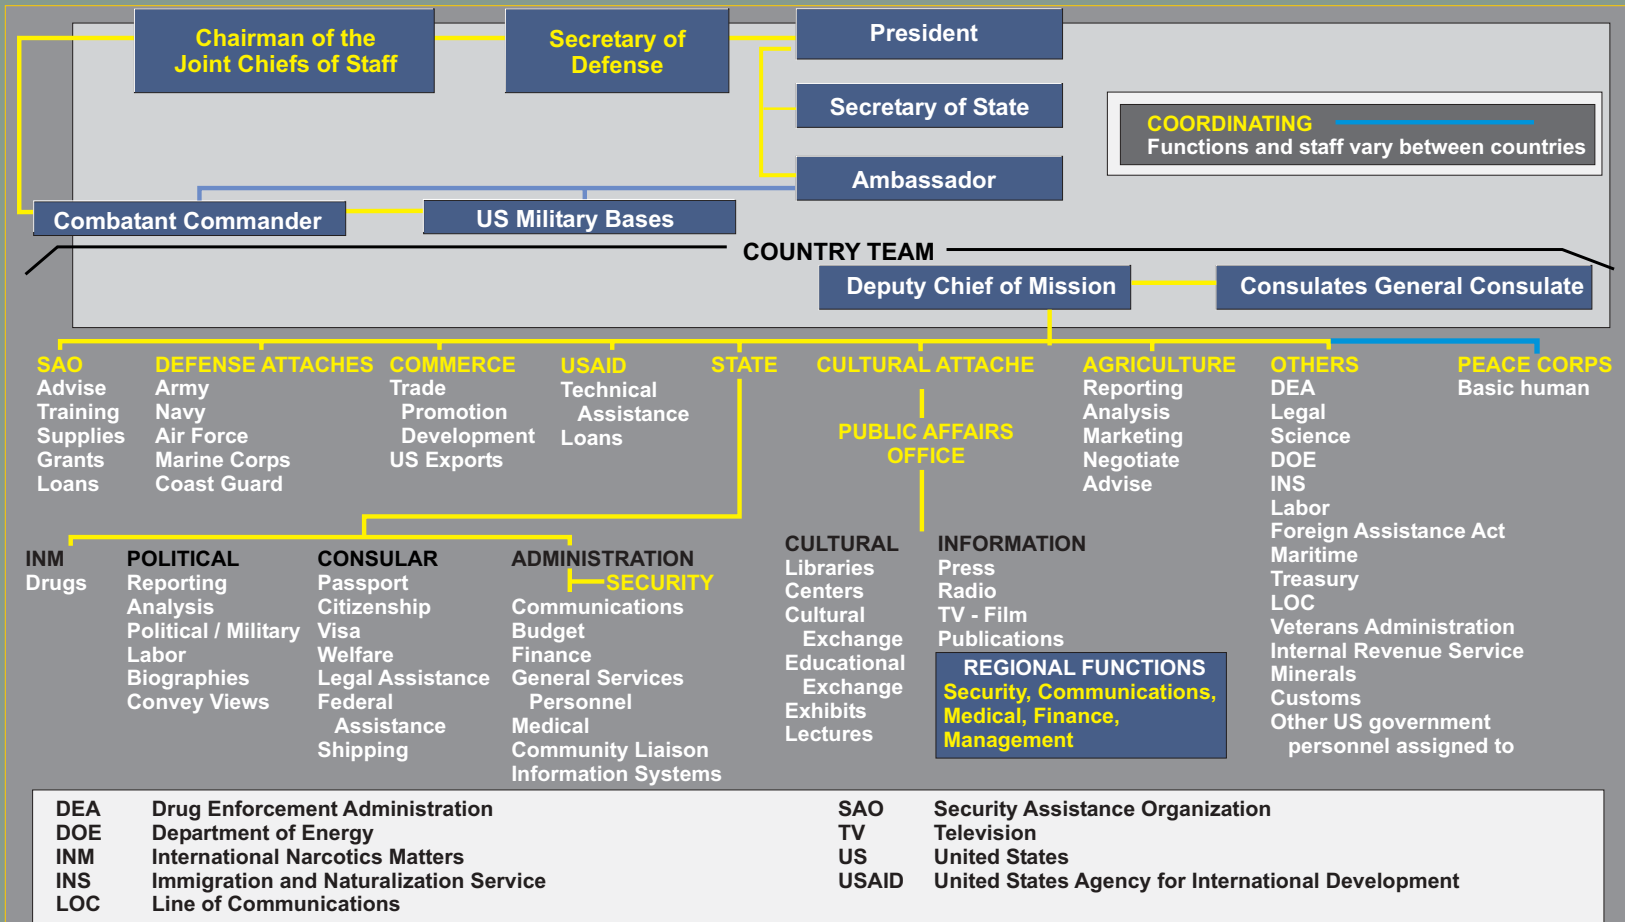 Chairman of the
Joint Chiefs of Staff
Secretary of
Defense
President
Secretary of State
COORDINATING
Functions and staff vary between countries
Ambassador
Combatant Commander
US Military Bases
COUNTRY TEAM
Deputy Chief of Mission
Consulates General Consulate
SAO
Advise
Training
Supplies
Grants
Loans
DEFENSE ATTACHES
Army
Navy
Air Force
Marine Corps
Coast Guard
COMMERCE
Trade
Promotion
Development
US Exports
USAID
Technical
Assistance
Loans
STATE
CULTURAL ATTACHE
PUBLIC AFFAIRS
OFFICE
AGRICULTURE
Reporting
Analysis
Marketing
Negotiate
Advise
OTHERS
DEA
Legal
Science
DOE
INS
Labor
Foreign Assistance Act
Maritime
Treasury
LOC
Veterans Administration
Internal Revenue Service
Minerals
Customs
Other US government
personnel assigned to
PEACE CORPS
Basic human
INM
Drugs
POLITICAL
Reporting
Analysis
Political / Military
Labor
Biographies
Convey Views
CONSULAR
Passport
Citizenship
Visa
Welfare
Legal Assistance
Federal
Assistance
Shipping
ADMINISTRATION
SECURITY
Communications
Budget
Finance
General Services
Personnel
Medical
Community Liaison
Information Systems
CULTURAL
Libraries
Centers
Cultural
Exchange
Educational
Exchange
Exhibits
Lectures
INFORMATION
Press
Radio
TV - Film
Publications
REGIONAL FUNCTIONS
Security, Communications,
Medical, Finance,
Management
DEA Drug Enforcement Administration
DOE Department of Energy
INM International Narcotics Matters
INS Immigration and Naturalization Service
LOC Line of Communications
SAO Security Assistance Organization
TV Television
US United States
USAID United States Agency for International Development